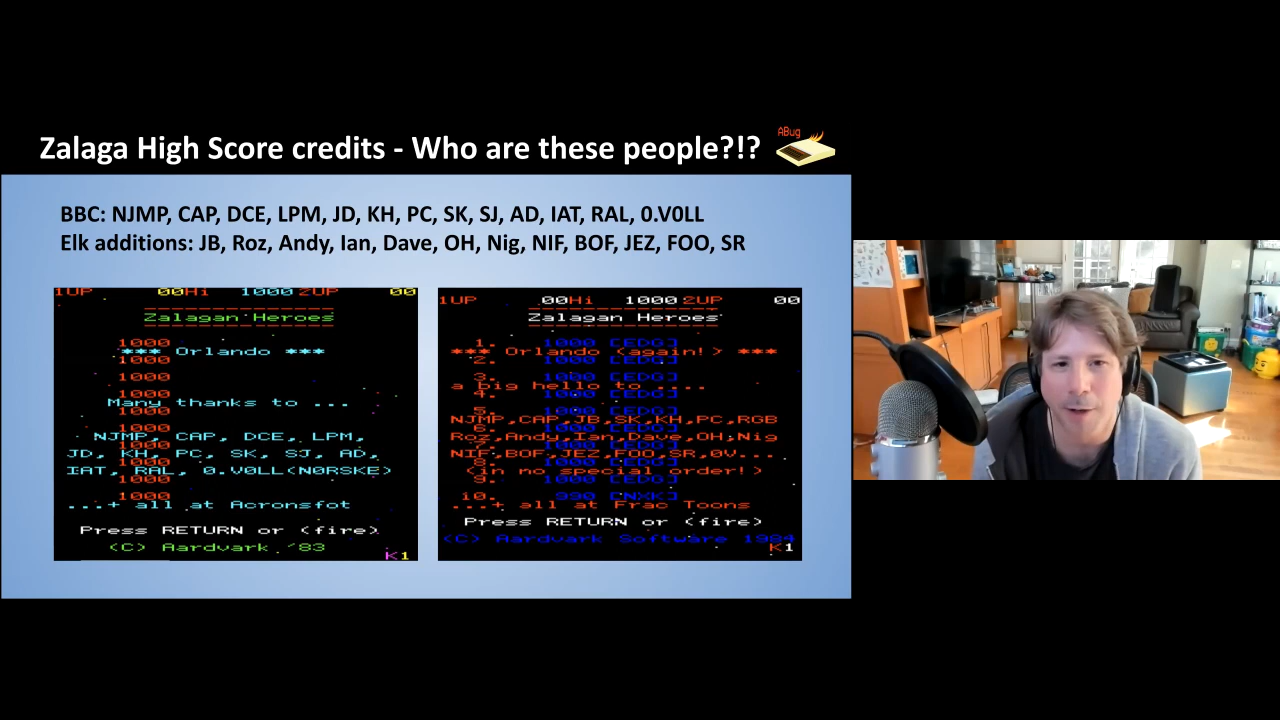 Zalaga High Score credits - Who are these people?!?
ABug
BBC: NJMP, CAP, DCE, LPM, JD, KH, PC, SK, SJ, AD, IAT, RAL, 0.V0LL
Elk additions: JB, Roz, Andy, Ian, Dave, OH, Nig, NIF, BOF, JEZ, FOO, SR
1UP 00Hi 1000 2UP 00
Zalagan Heroes
1000
*** Orlando ***
1000
1000
1000
Many thanks to ...
1000
1000
NJMP, CAP, DCE, LPM,
1000
JD, KH, PC, SK, SJ, AD,
1000
IAT, RAL, 0.V0LL(N0RSKE)
1000
1000
...+ all at Acronsfot
Press RETURN or (fire)
(C) Aardvark '83
K1
1UP 00Hi 1000 2UP 00
Zalagan Heroes
1. 1000 [EDG]
*** Orlando (again!) ***
2. 1000 [EDG]
3. 1000 [EDG]
a big hello to ....
4. 1000 [EDG]
5. 1000 [EDG]
NJMP,CAP,JB,SK,KH,PC,RGB
6. 1000 [EDG]
Roz,Andy,Ian,Dave,OH,Nig
7. 1000 [EDG]
NIF,BOF,JEZ,FOO,SR,0V...
8. 1000 [EDG]
(in no special order!)
9. 1000 [EDG]
10. 990 [NXK]
...+ all at Frac Toons
Press RETURN or (fire)
(C) Aardvark Software 1984
K1